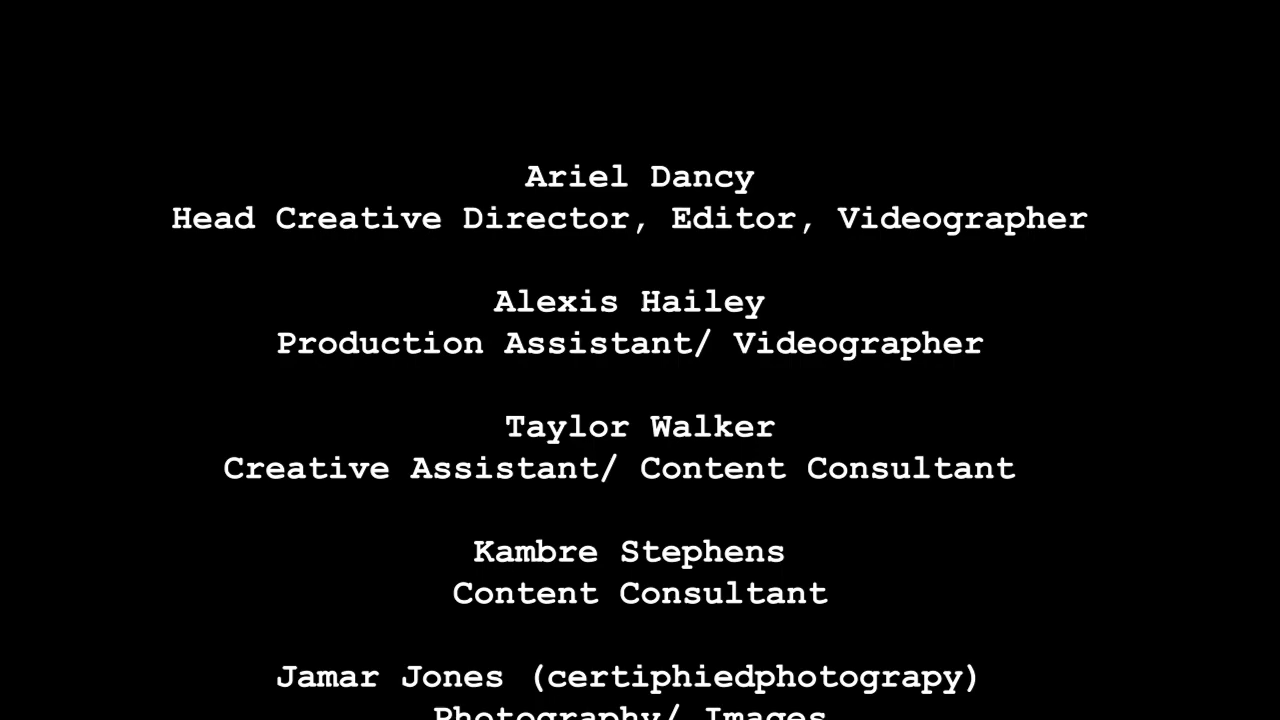 Ariel Dancy
Head Creative Director, Editor, Videographer
Alexis Hailey
Production Assistant/ Videographer
Taylor Walker
Creative Assistant/ Content Consultant
Kambre Stephens
Content Consultant
Jamar Jones (certiphiedphotograpy)
Photography/ Images